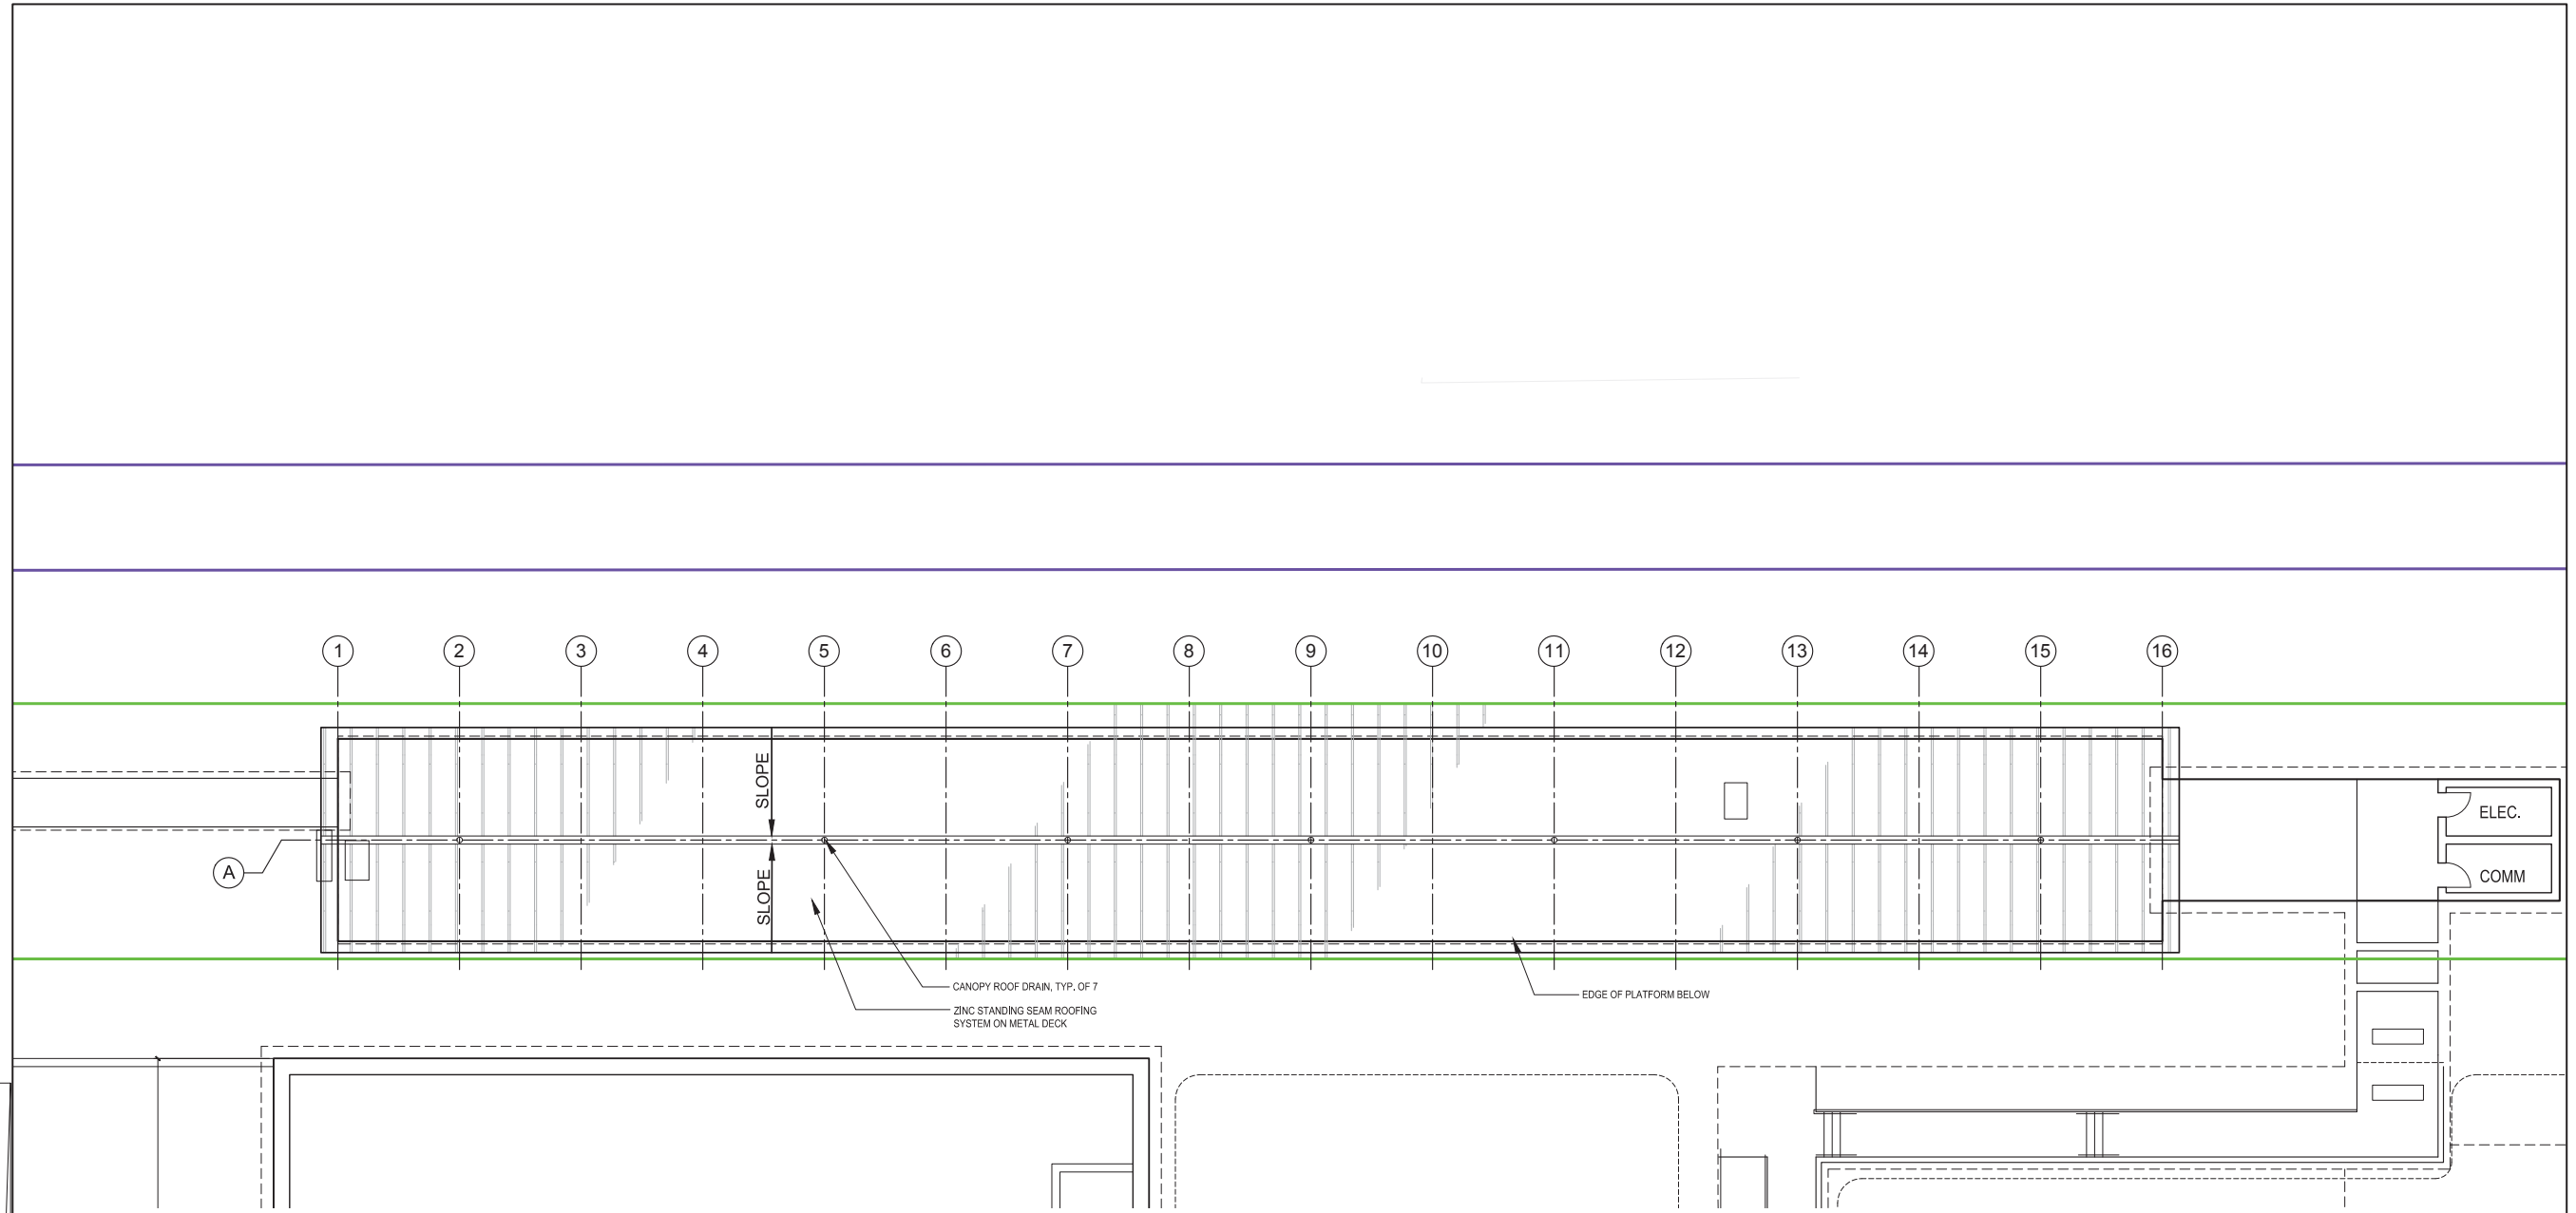 1 2 3 4 5 6 7 8 9 10 11 12 13 14 15 16
SLOPE
ELEC.
A
SLOPE
COMM
CANOPY ROOF DRAIN, TYP. OF 7
EDGE OF PLATFORM BELOW
ZINC STANDING SEAM ROOFING
SYSTEM ON METAL DECK